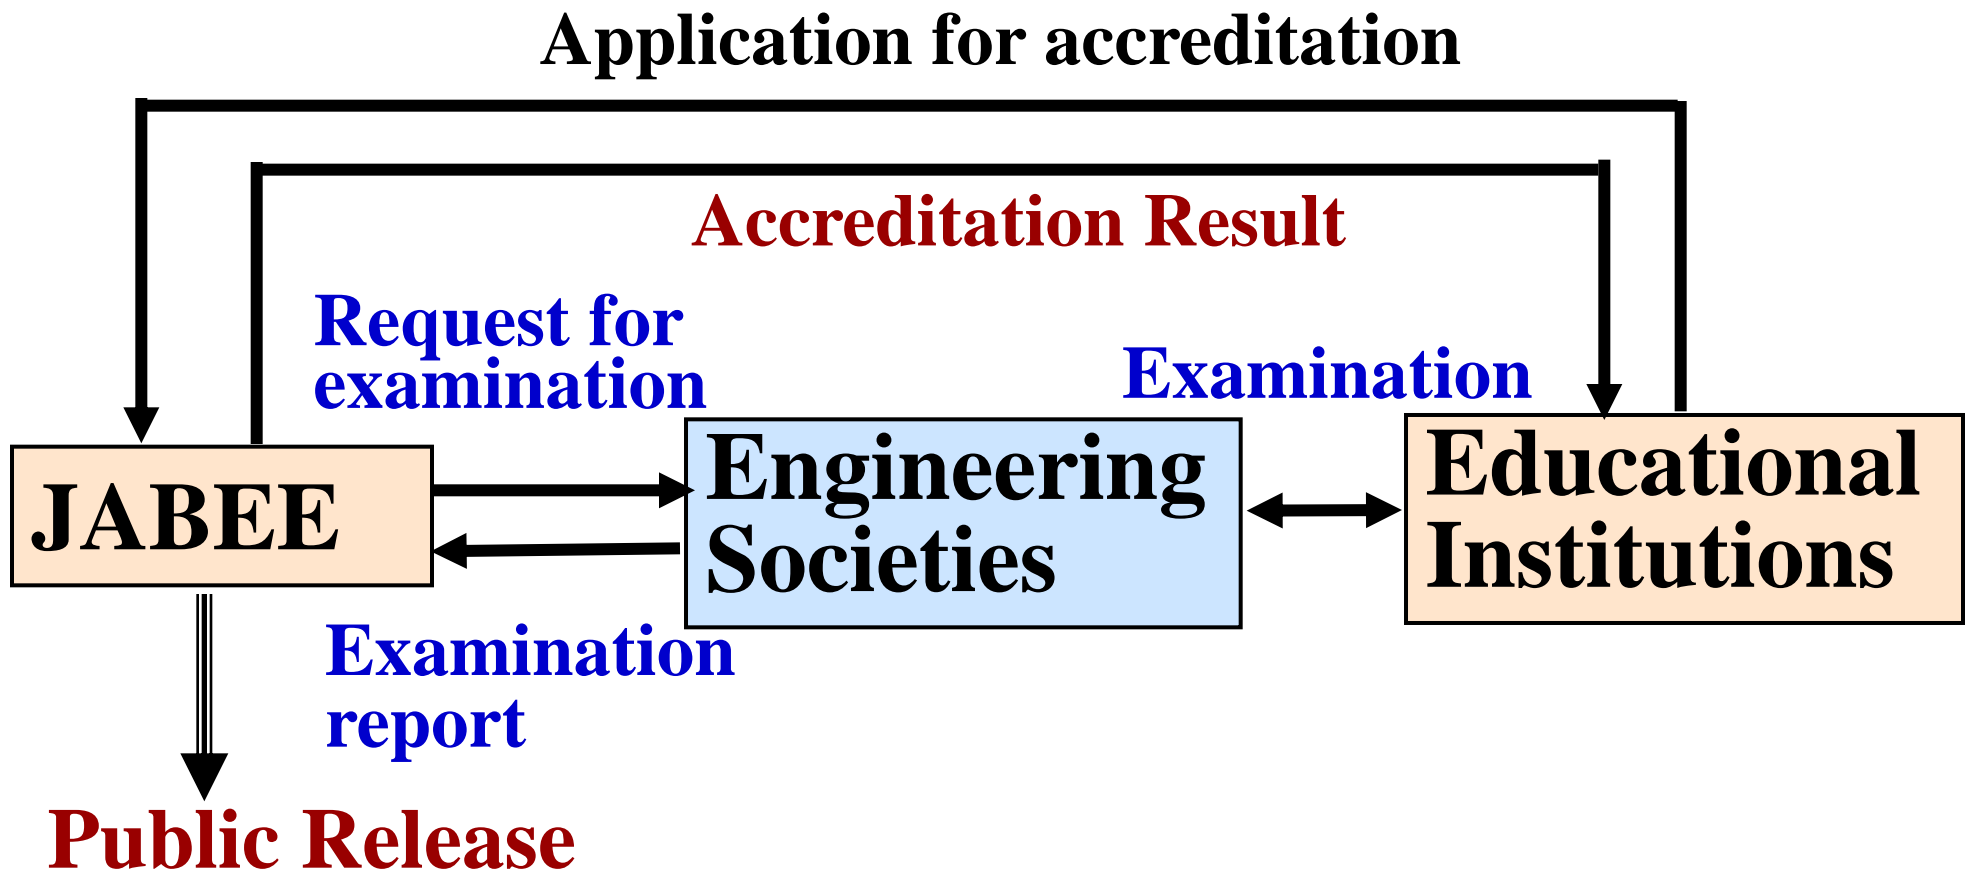 Application for accreditation
Accreditation Result
Request for
examination
Examination
JABEE
Engineering
Societies
Educational
Institutions
Examination
report
Public Release